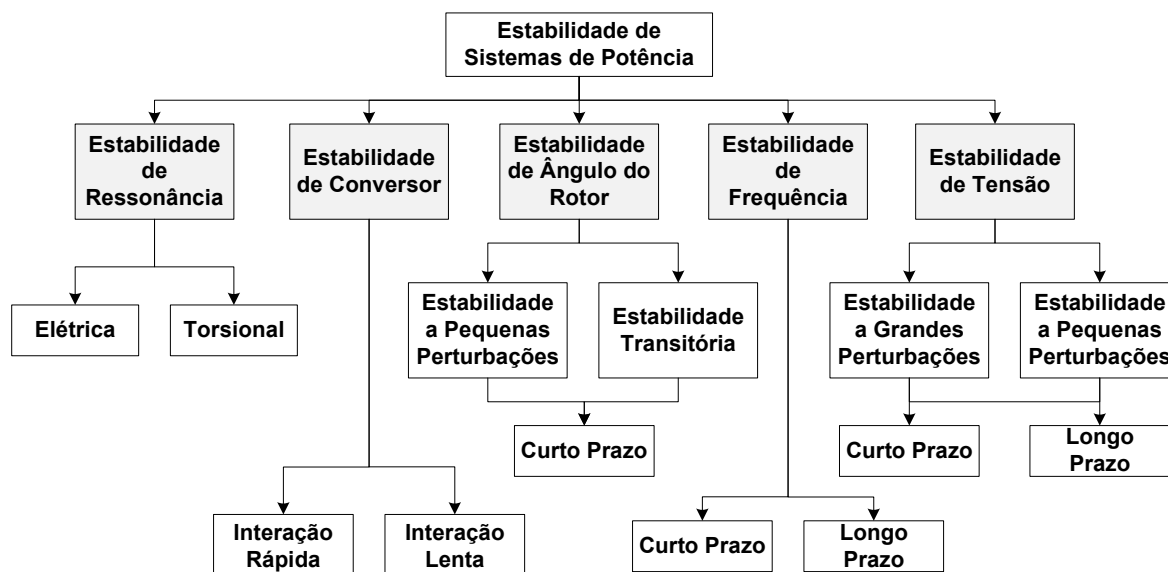 Estabilidade de
Sistemas de Potência
Estabilidade
de
Ressonância
Estabilidade
de Conversor
Estabilidade
de Ângulo do
Rotor
Estabilidade
de
Frequência
Estabilidade
de Tensão
Elétrica
Torsional
Estabilidade
a Pequenas
Perturbações
Estabilidade
Transitória
Estabilidade
a Grandes
Perturbações
Estabilidade
a Pequenas
Perturbações
Curto Prazo
Curto Prazo
Longo
Prazo
Interação
Rápida
Interação
Lenta
Curto Prazo
Longo
Prazo